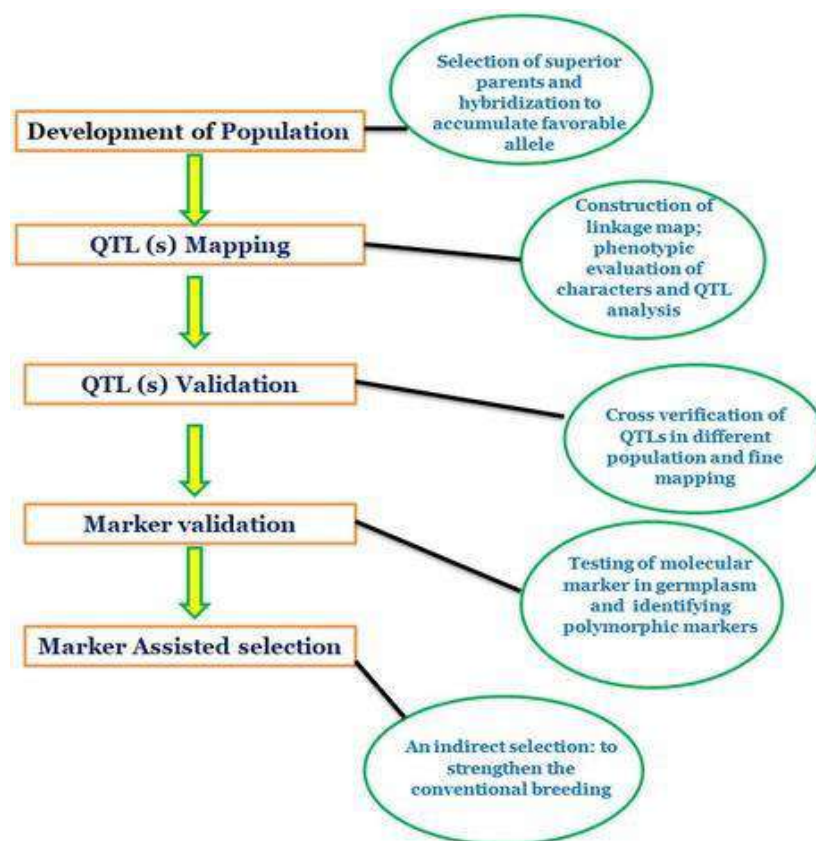 Development of Population
Selection of superior
parents and
hybridization to
accumulate favorable
allele
QTL (s) Mapping
Construction of
linkage map;
phenotypic
evaluation of
characters and QTL
analysis
QTL (s) Validation
Cross verification of
QTLs in different
population and fine
mapping
Marker validation
Testing of molecular
marker in germplasm
and identifying
polymorphic markers
Marker Assisted selection
An indirect selection: to
strengthen the
conventional breeding